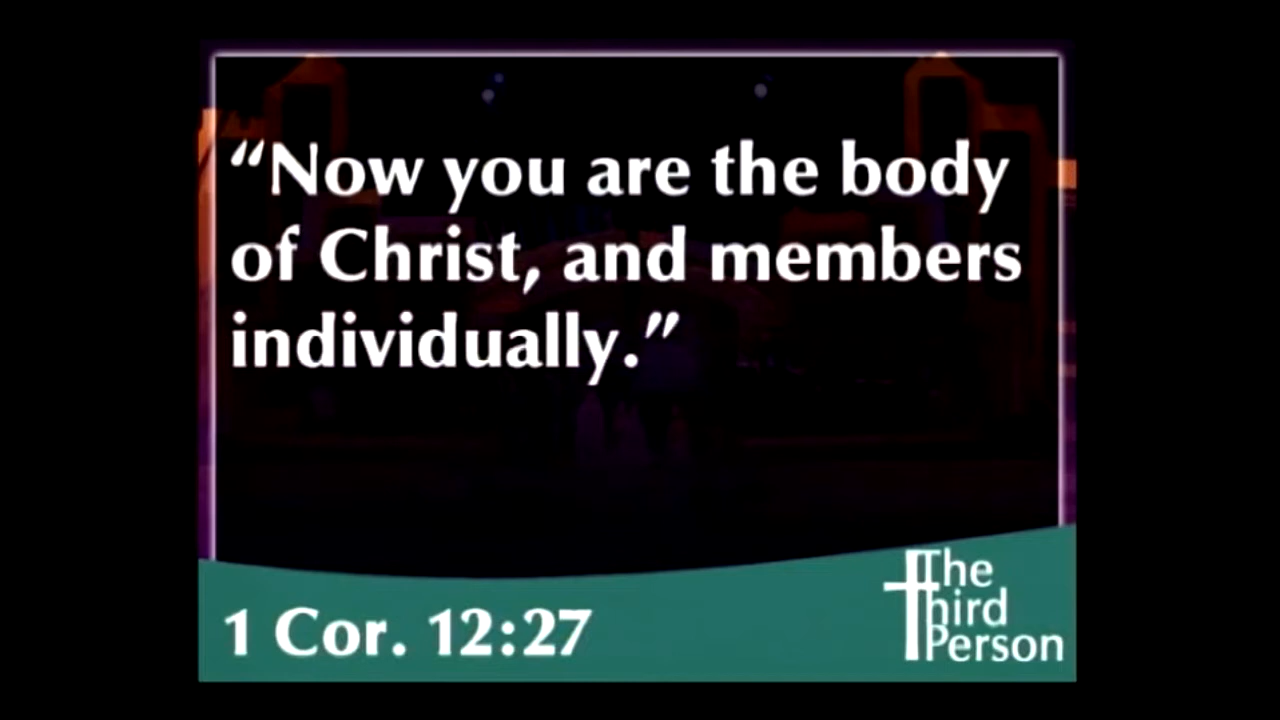 “Now you are the body
of Christ, and members
individually.”
1 Cor. 12:27
The
Third
Person